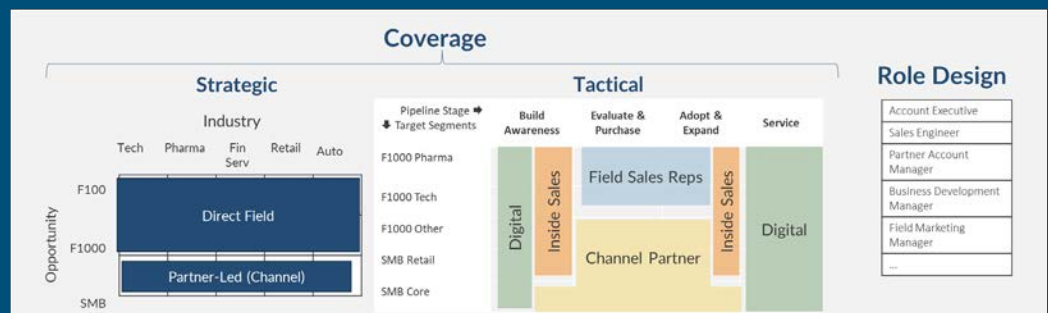 Coverage
Strategic
Industry
Tech Pharma Fin Serv Retail Auto
Opportunity
F100
F1000
SMB
Direct Field
Partner-Led (Channel)
Tactical
Pipeline Stage ➡
⬇ Target Segments
Build Awareness
Evaluate & Purchase
Adopt & Expand
Service
F1000 Pharma
F1000 Tech
F1000 Other
SMB Retail
SMB Core
Digital
Inside Sales
Field Sales Reps
Channel Partner
Inside Sales
Digital
Role Design
Account Executive
Sales Engineer
Partner Account
Manager
Business Development
Manager
Field Marketing
Manager
...